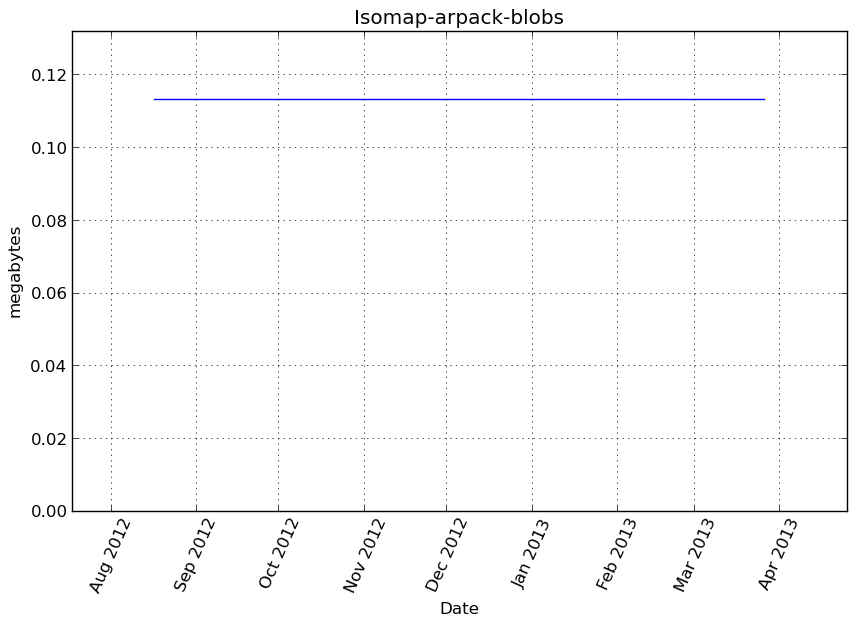 Isomap-arpack-blobs
0.12
0.10
0.08
0.06
0.04
0.02
0.00
megabytes
Aug 2012
Sep 2012
Oct 2012
Nov 2012
Dec 2012
Jan 2013
Feb 2013
Mar 2013
Apr 2013
Date